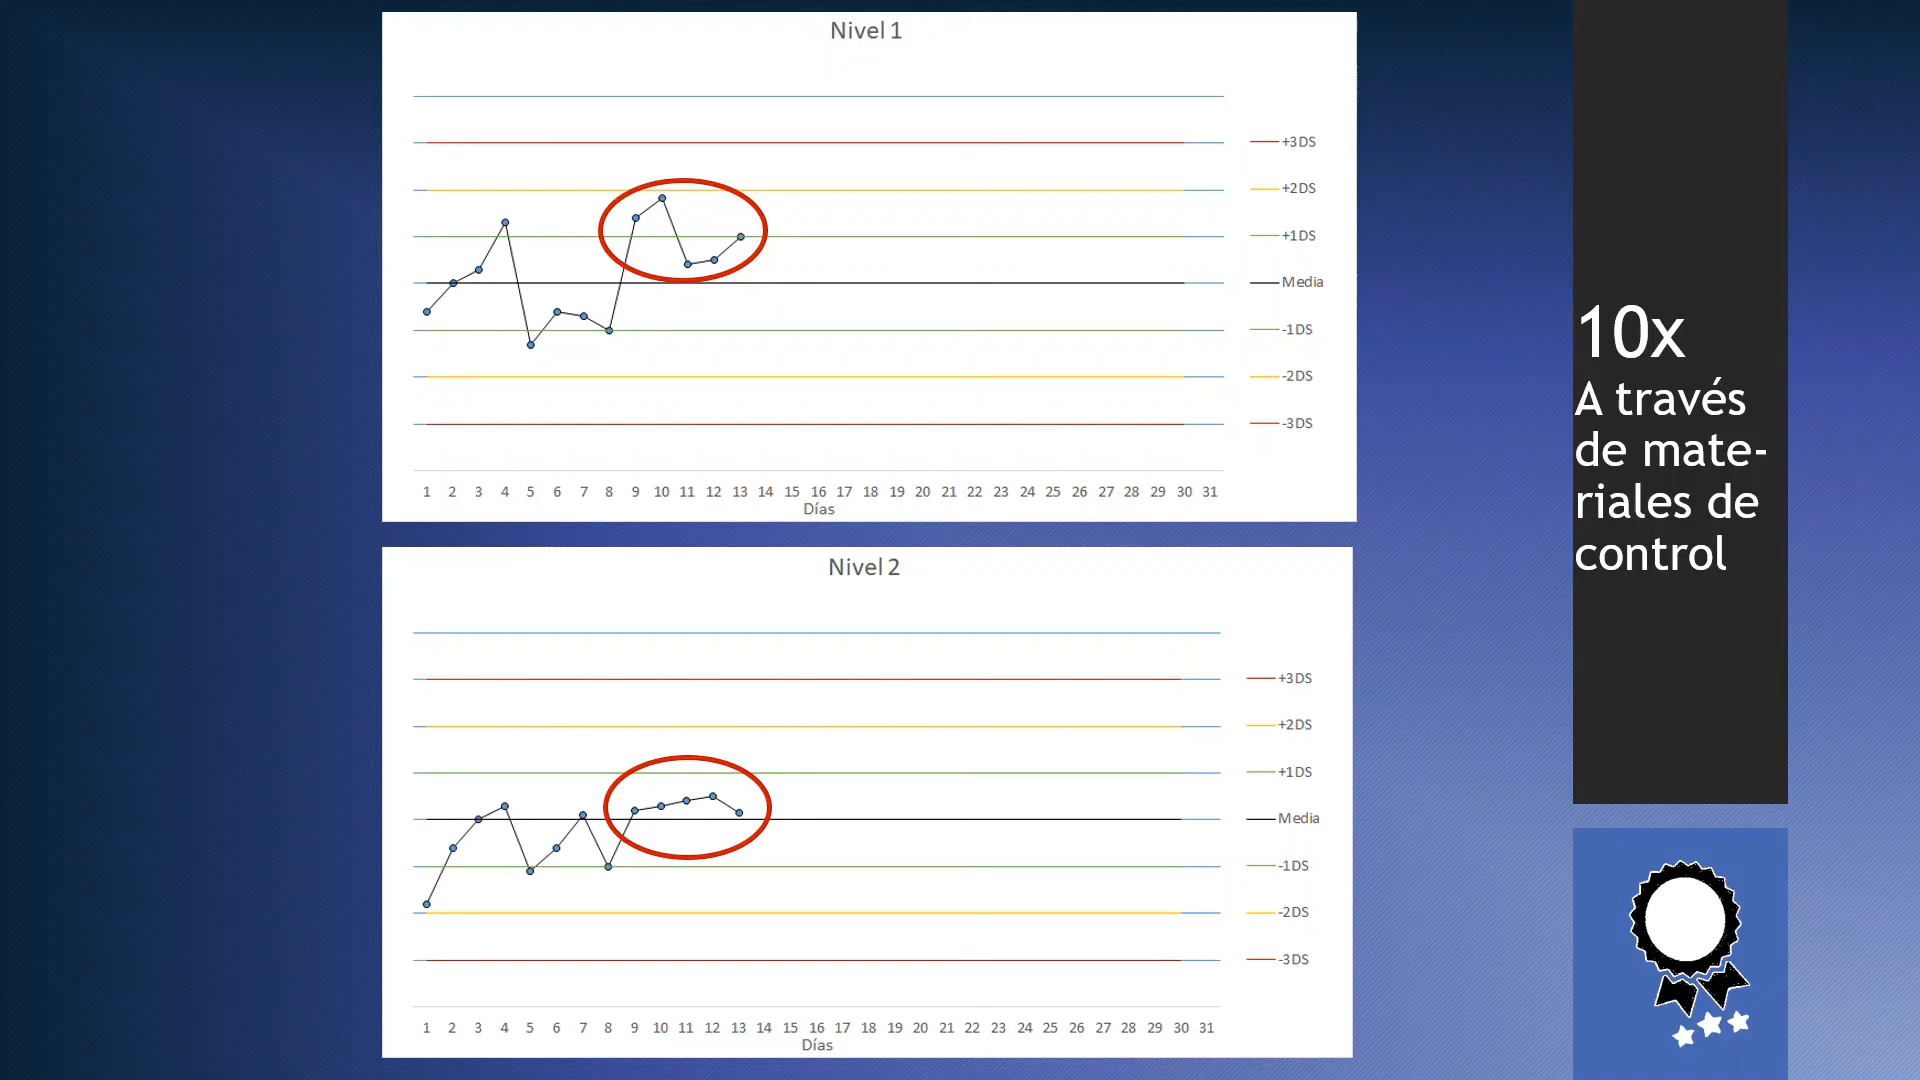 Nivel 1
+3DS
+2DS
+1DS
Media
-1DS
-2DS
-3DS
1 2 3 4 5 6 7 8 9 10 11 12 13 14 15 16 17 18 19 20 21 22 23 24 25 26 27 28 29 30 31
Días
Nivel 2
+3DS
+2DS
+1DS
Media
-1DS
-2DS
-3DS
1 2 3 4 5 6 7 8 9 10 11 12 13 14 15 16 17 18 19 20 21 22 23 24 25 26 27 28 29 30 31
Días
10x
A través
de mate-
riales de
control